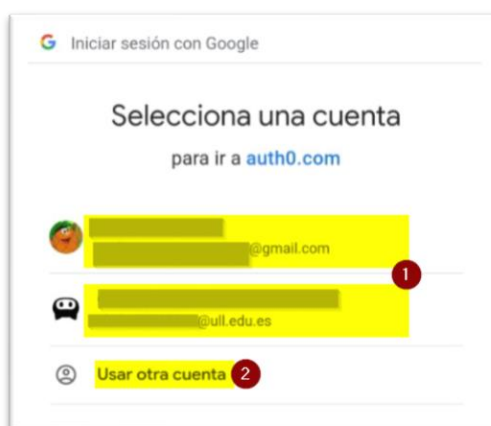 Iniciar sesión con Google
Selecciona una cuenta
para ir a auth0.com
@gmail.com
1
@ull.edu.es
Usar otra cuenta 2